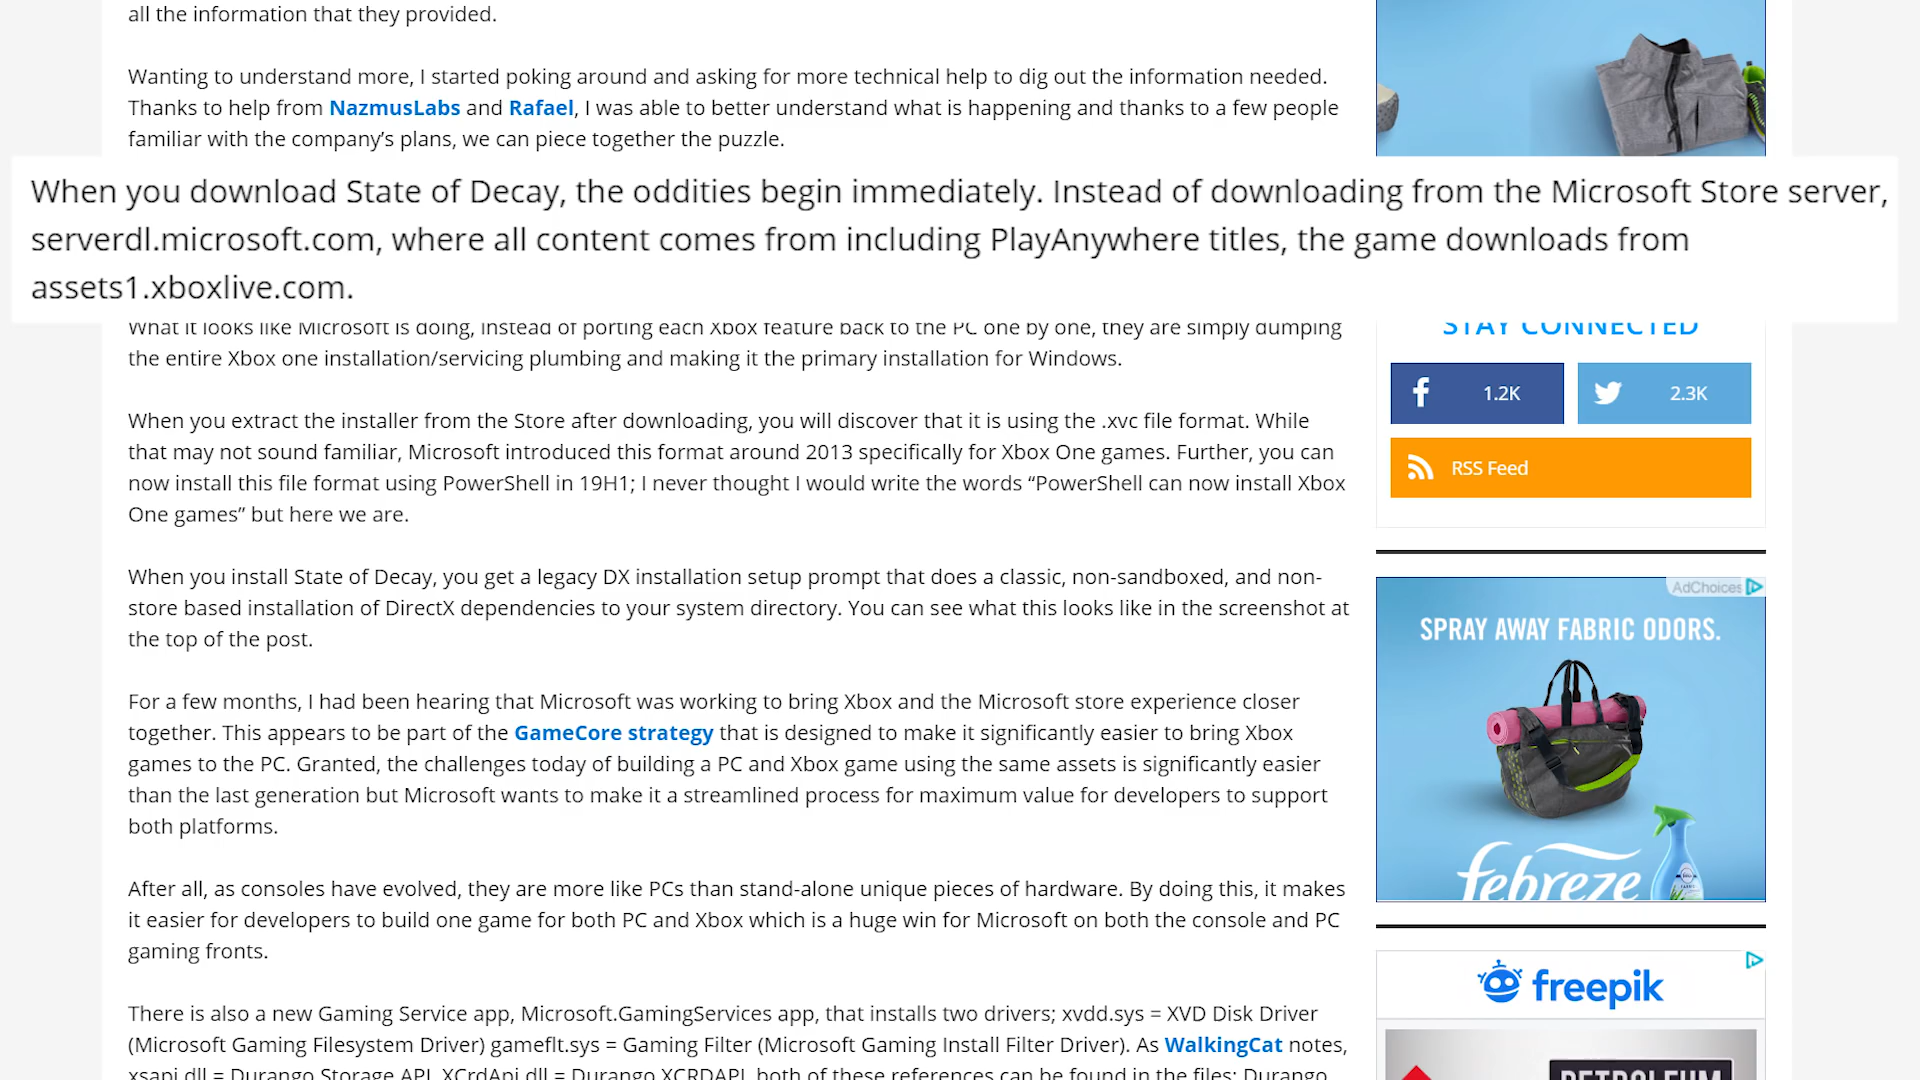 all the information that they provided.
Wanting to understand more, I started poking around and asking for more technical help to dig out the information needed.
Thanks to help from NazmusLabs and Rafael, I was able to better understand what is happening and thanks to a few people
familiar with the company’s plans, we can piece together the puzzle.
When you download State of Decay, the oddities begin immediately. Instead of downloading from the Microsoft Store server,
serverdl.microsoft.com, where all content comes from including PlayAnywhere titles, the game downloads from
assets1.xboxlive.com.
What it looks like Microsoft is doing, instead of porting each Xbox feature back to the PC one by one, they are simply dumping
the entire Xbox one installation/servicing plumbing and making it the primary installation for Windows.
When you extract the installer from the Store after downloading, you will discover that it is using the .xvc file format. While
that may not sound familiar, Microsoft introduced this format around 2013 specifically for Xbox One games. Further, you can
now install this file format using PowerShell in 19H1; I never thought I would write the words “PowerShell can now install Xbox
One games” but here we are.
When you install State of Decay, you get a legacy DX installation setup prompt that does a classic, non-sandboxed, and non-
store based installation of DirectX dependencies to your system directory. You can see what this looks like in the screenshot at
the top of the post.
For a few months, I had been hearing that Microsoft was working to bring Xbox and the Microsoft store experience closer
together. This appears to be part of the GameCore strategy that is designed to make it significantly easier to bring Xbox
games to the PC. Granted, the challenges today of building a PC and Xbox game using the same assets is significantly easier
than the last generation but Microsoft wants to make it a streamlined process for maximum value for developers to support
both platforms.
After all, as consoles have evolved, they are more like PCs than stand-alone unique pieces of hardware. By doing this, it makes
it easier for developers to build one game for both PC and Xbox which is a huge win for Microsoft on both the console and PC
gaming fronts.
There is also a new Gaming Service app, Microsoft.GamingServices app, that installs two drivers; xvdd.sys = XVD Disk Driver
(Microsoft Gaming Filesystem Driver) gameflt.sys = Gaming Filter (Microsoft Gaming Install Filter Driver). As WalkingCat notes,
xsapi.dll = Durango Storage API, XCrdApi.dll = Durango XCRDAPI, both of these references can be found in the files; Durango
STAY CONNECTED
1.2K
2.3K
RSS Feed
AdChoices
SPRAY AWAY FABRIC ODORS.
febreze
freepik
PETROLEUM